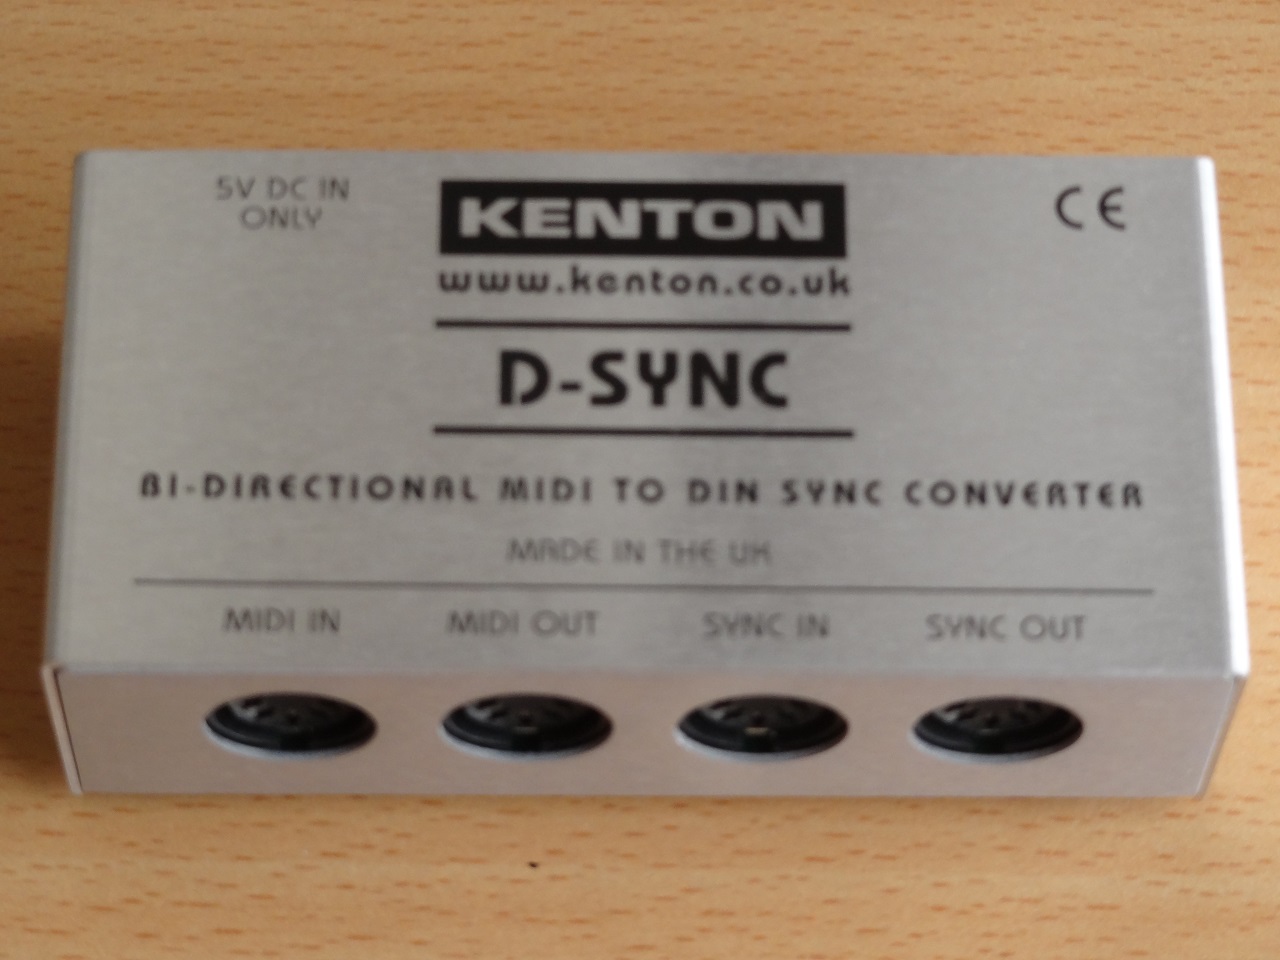 5V DC IN
ONLY
KENTON
CE
www.kenton.co.uk
D-SYNC
BI-DIRECTIONAL MIDI TO DIN SYNC CONVERTER
MADE IN THE UK
MIDI IN MIDI OUT SYNC IN SYNC OUT